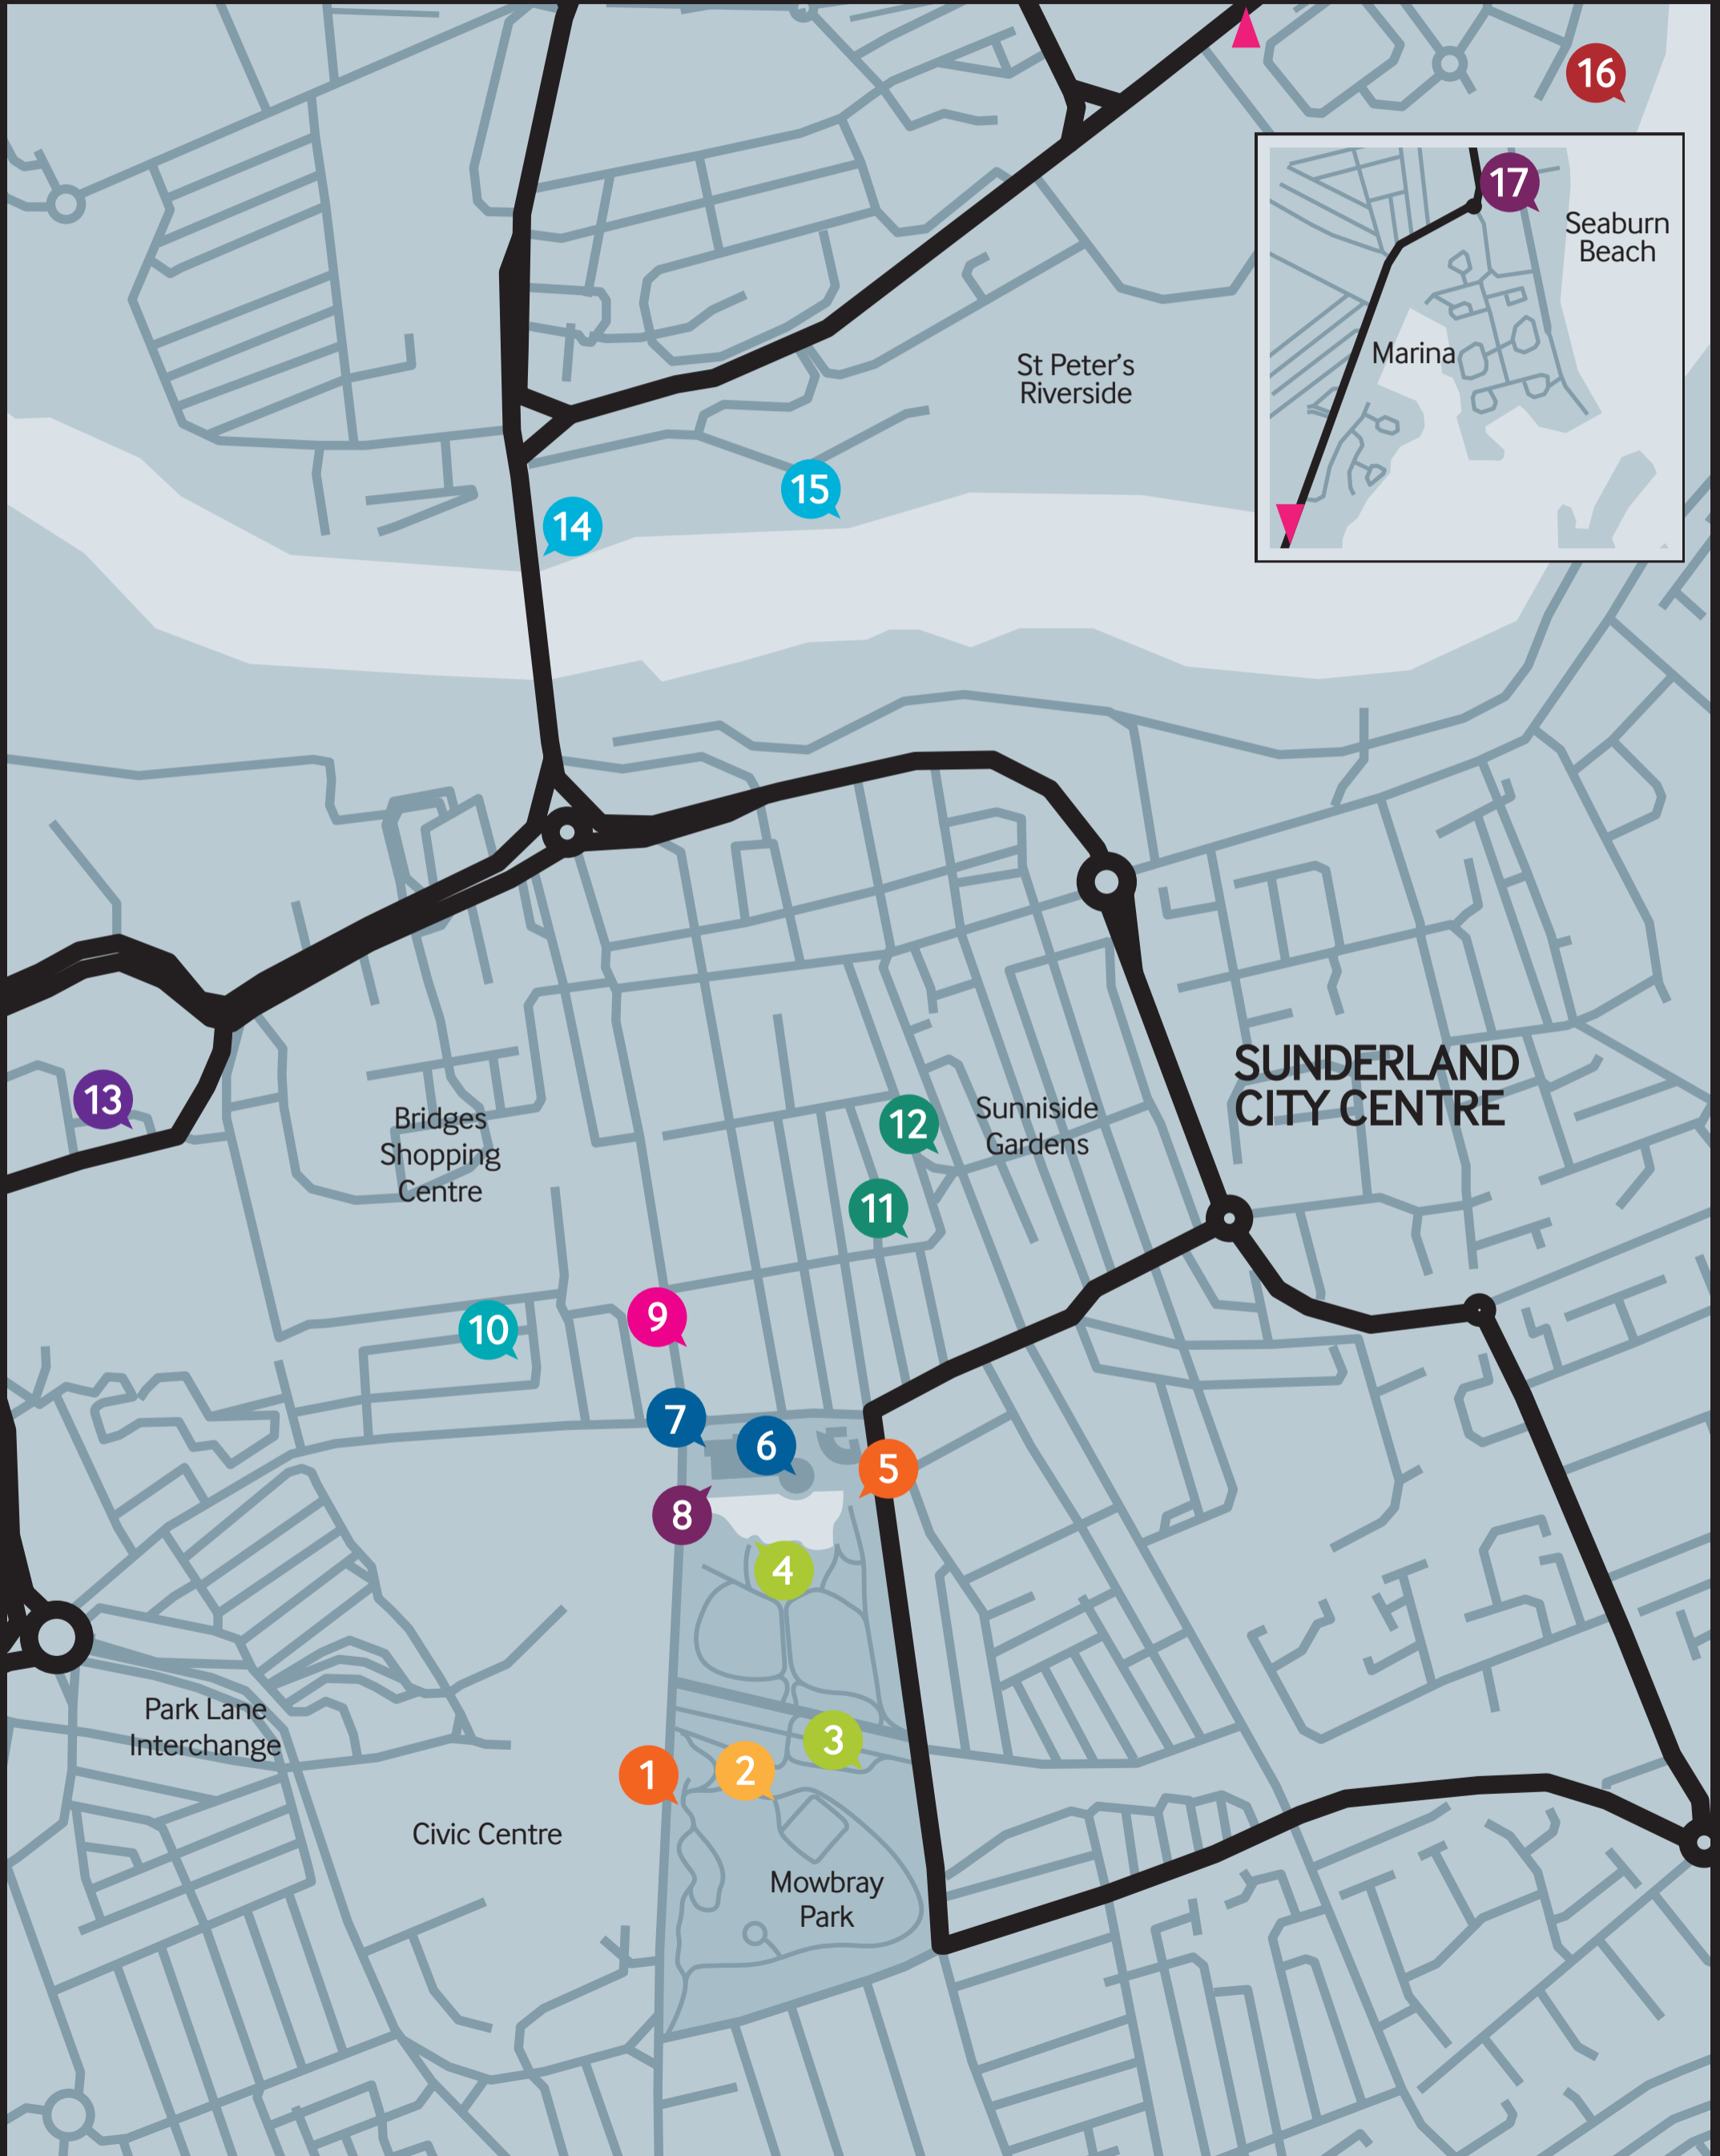 16
17
Seaburn
Beach
Marina
St Peter’s
Riverside
15
14
SUNDERLAND
CITY CENTRE
13
Bridges
Shopping
Centre
12
Sunniside
Gardens
11
9
10
7
6
5
8
4
Park Lane
Interchange
3
1
2
Civic Centre
Mowbray
Park